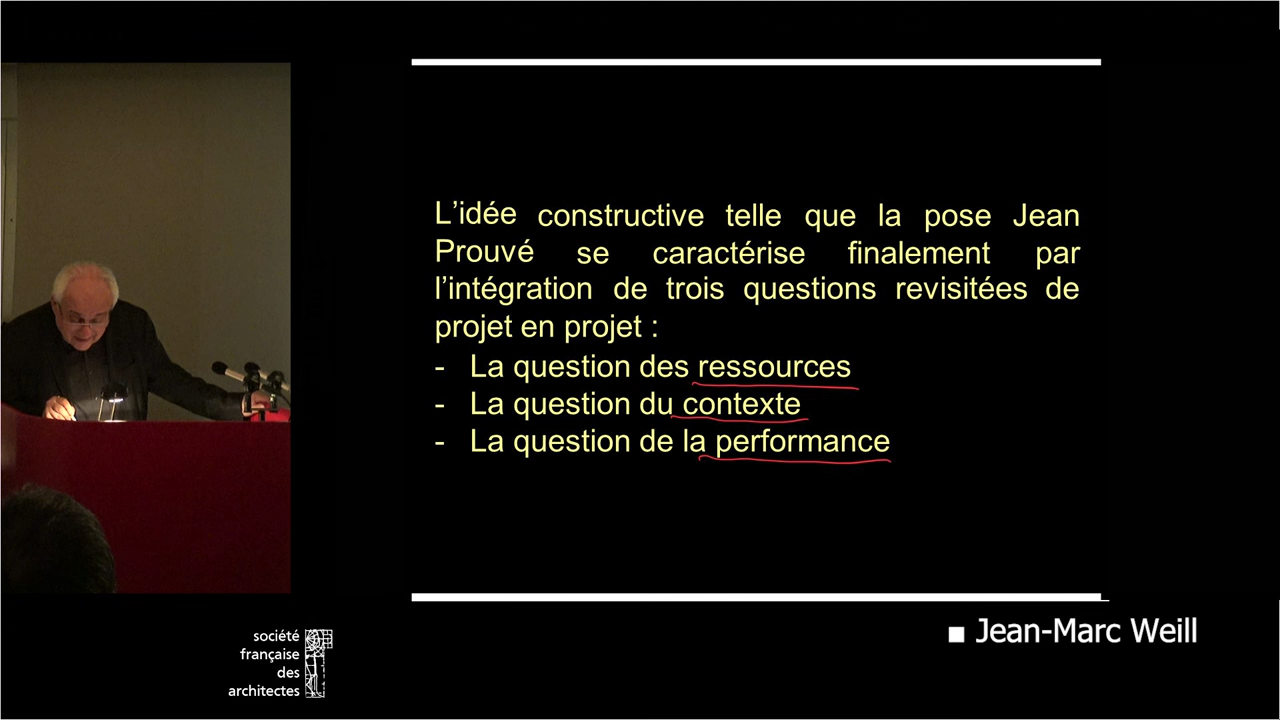 L'idée constructive telle que la pose Jean
Prouvé se caractérise finalement par
l'intégration de trois questions revisitées de
projet en projet :
- La question des ressources
- La question du contexte
- La question de la performance
Jean-Marc Weill
société
française
des
architectes